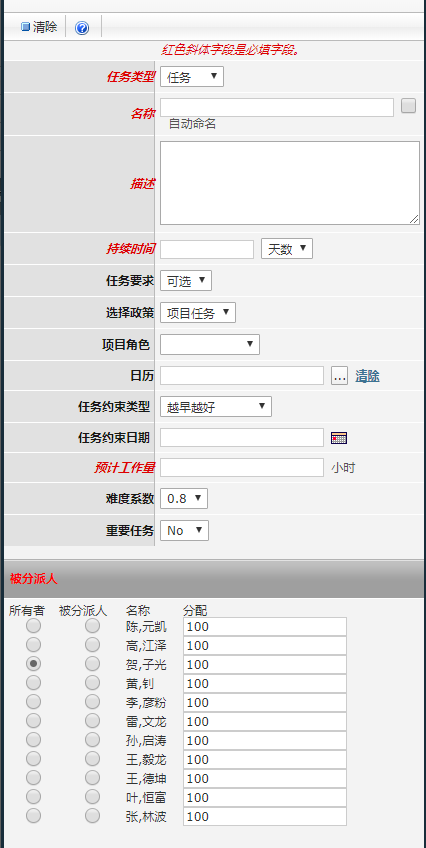 清除
红色斜体字段是必填字段。
任务类型 任务
名称
自动命名
描述
持续时间 天数
任务要求 可选
选择政策 项目任务
项目角色
日历 ... 清除
任务约束类型 越早越好
任务约束日期
预计工作量 小时
难度系数 0.8
重要任务 No
被分派人
所有者 被分派人 名称 分配
陈,元凯 100
高,江泽 100
贺,子光 100
黄,钊 100
李,彦粉 100
雷,文龙 100
孙,启涛 100
王,毅龙 100
王,德坤 100
叶,恒富 100
张,林波 100